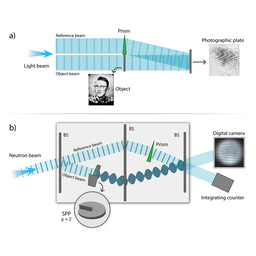 a)
Prism
Photographic plate
Reference beam
Light beam
Object beam
Object
b)
BS
BS
BS
Digital camera
Neutron beam
Reference beam
Prism
Object beam
SPP
q = 2
Integrating counter